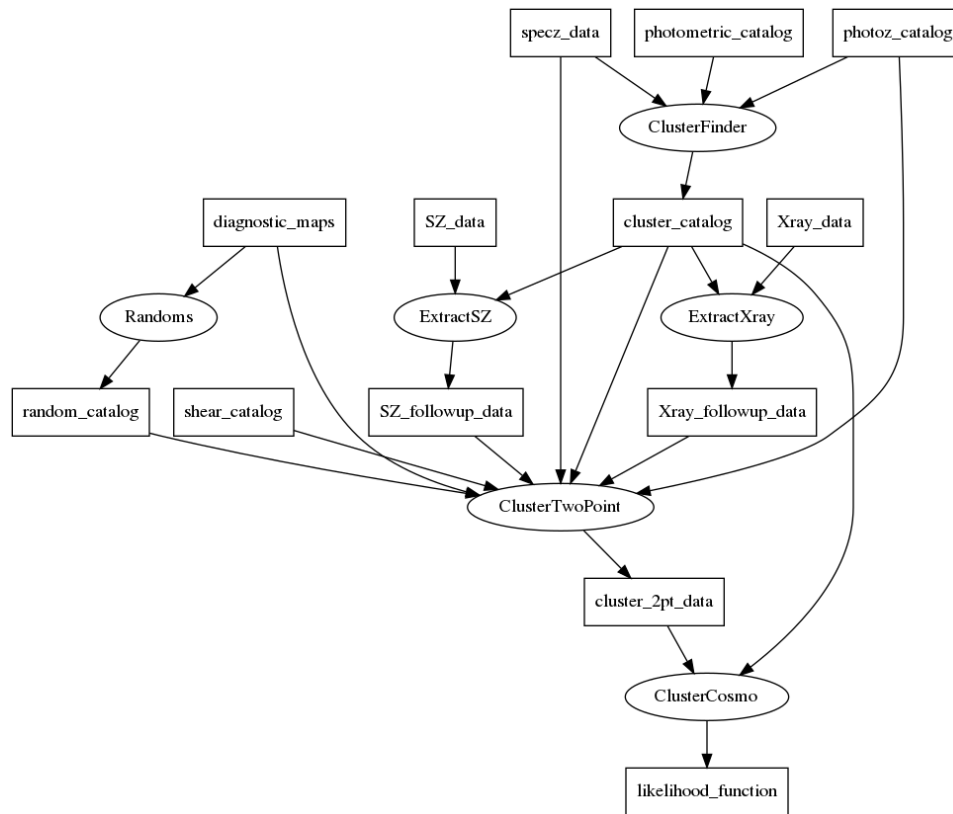 specz_data
photometric_catalog
photoz_catalog
ClusterFinder
diagnostic_maps
SZ_data
cluster_catalog
Xray_data
Randoms
ExtractSZ
ExtractXray
random_catalog
shear_catalog
SZ_followup_data
Xray_followup_data
ClusterTwoPoint
cluster_2pt_data
ClusterCosmo
likelihood_function